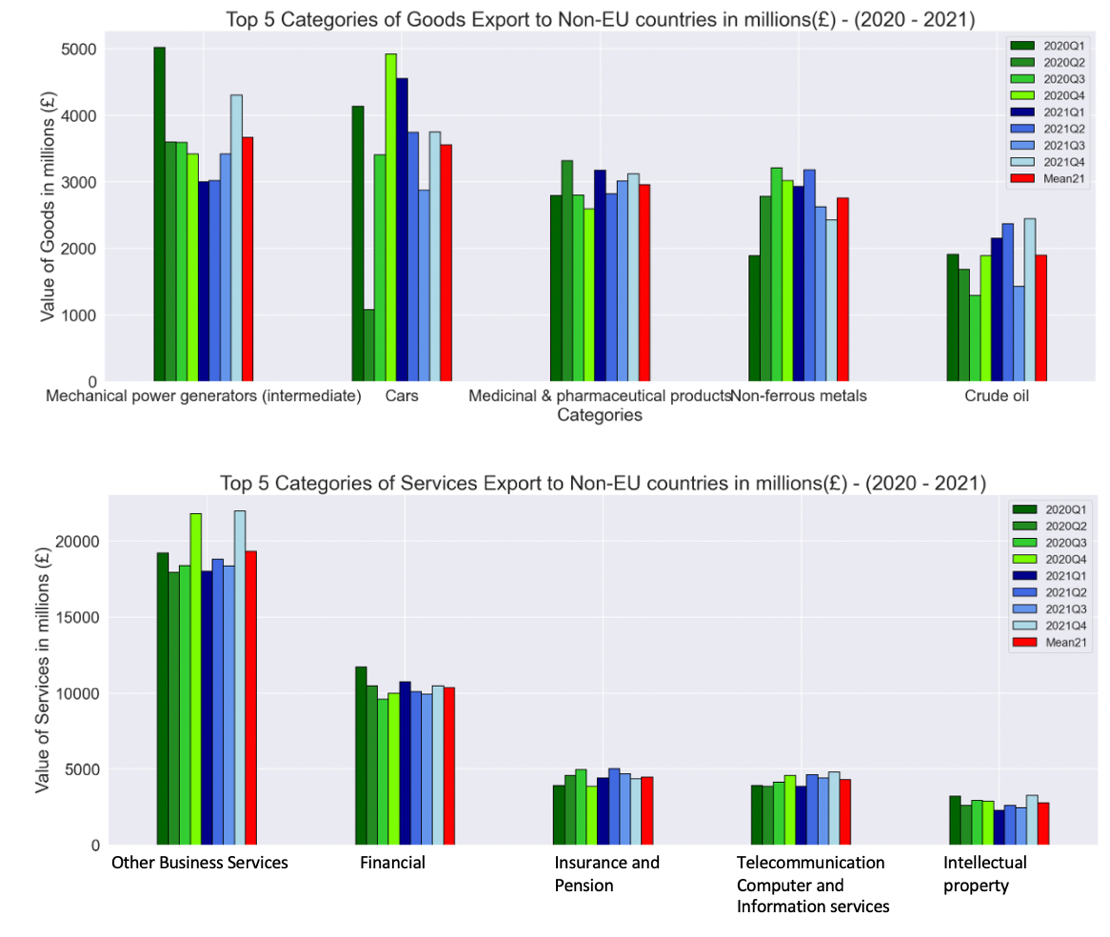 Top 5 Categories of Goods Export to Non-EU countries in millions(£) - (2020 - 2021)
Value of Goods in millions (£)
5000
4000
3000
2000
1000
0
2020Q1
2020Q2
2020Q3
2020Q4
2021Q1
2021Q2
2021Q3
2021Q4
Mean21
Mechanical power generators (intermediate)
Cars
Medicinal & pharmaceutical products
Non-ferrous metals
Crude oil
Categories
Top 5 Categories of Services Export to Non-EU countries in millions(£) - (2020 - 2021)
Value of Services in millions (£)
20000
15000
10000
5000
0
2020Q1
2020Q2
2020Q3
2020Q4
2021Q1
2021Q2
2021Q3
2021Q4
Mean21
Other Business Services
Financial
Insurance and
Pension
Telecommunication
Computer and
Information services
Intellectual
property